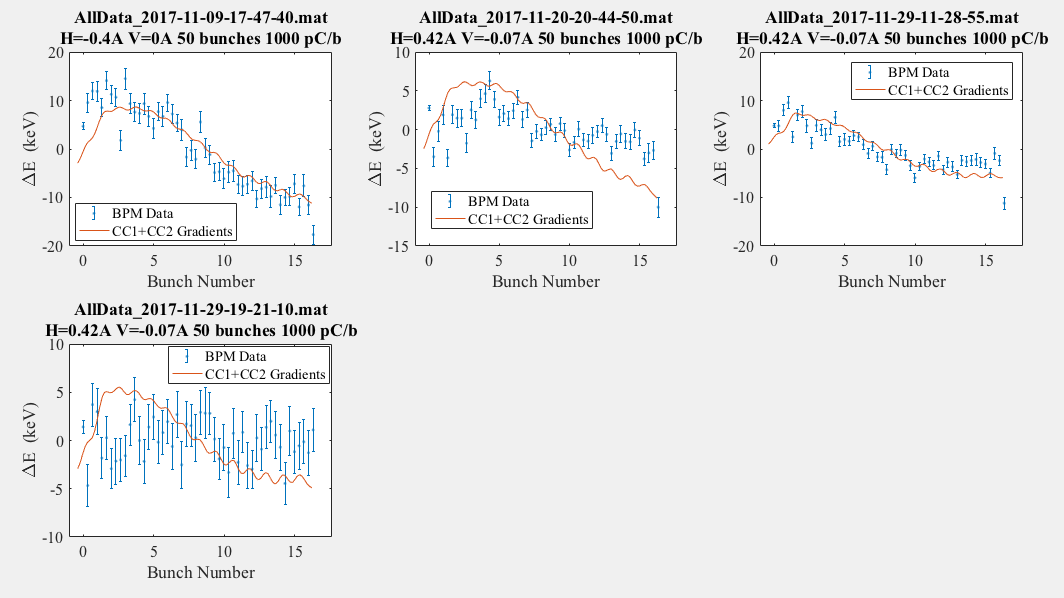 AllData_2017-11-09-17-47-40.mat
H=-0.4A V=0A 50 bunches 1000 pC/b
20
10
0
-10
-20
ΔE (keV)
BPM Data
CC1+CC2 Gradients
0
5
10
15
Bunch Number
AllData_2017-11-20-20-44-50.mat
H=0.42A V=-0.07A 50 bunches 1000 pC/b
10
5
0
-5
-10
-15
ΔE (keV)
BPM Data
CC1+CC2 Gradients
0
5
10
15
Bunch Number
AllData_2017-11-29-11-28-55.mat
H=0.42A V=-0.07A 50 bunches 1000 pC/b
20
10
0
-10
-20
ΔE (keV)
BPM Data
CC1+CC2 Gradients
0
5
10
15
Bunch Number
AllData_2017-11-29-19-21-10.mat
H=0.42A V=-0.07A 50 bunches 1000 pC/b
10
5
0
-5
-10
ΔE (keV)
BPM Data
CC1+CC2 Gradients
0
5
10
15
Bunch Number